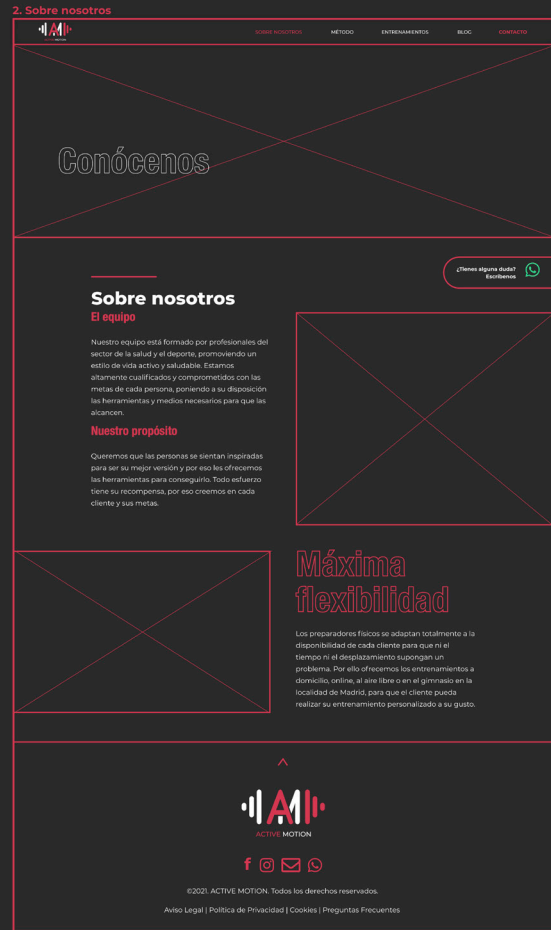 2. Sobre nosotros
AM
ACTIVE MOTION
SOBRE NOSOTROS MÉTODO ENTRENAMIENTOS BLOG CONTACTO
Conócenos
¿Tienes alguna duda?
Escríbenos
Sobre nosotros
El equipo
Nuestro equipo está formado por profesionales del
sector de la salud y el deporte, promoviendo un
estilo de vida activo y saludable. Estamos
altamente cualificados y comprometidos con las
metas de cada persona, poniendo a su disposición
las herramientas y medios necesarios para que las
alcancen.
Nuestro propósito
Queremos que las personas se sientan inspiradas
para ser su mejor versión y por eso les ofrecemos
las herramientas para conseguirlo. Todo esfuerzo
tiene su recompensa, por eso creemos en cada
cliente y sus metas.
Máxima
flexibilidad
Los preparadores físicos se adaptan totalmente a la
disponibilidad de cada cliente para que ni el
tiempo ni el desplazamiento supongan un
problema. Por ello ofrecemos los entrenamientos a
domicilio, online, al aire libre o en el gimnasio en la
localidad de Madrid, para que el cliente pueda
realizar su entrenamiento personalizado a su gusto.
AM
ACTIVE MOTION
©2021. ACTIVE MOTION. Todos los derechos reservados.
Aviso Legal | Política de Privacidad | Cookies | Preguntas Frecuentes